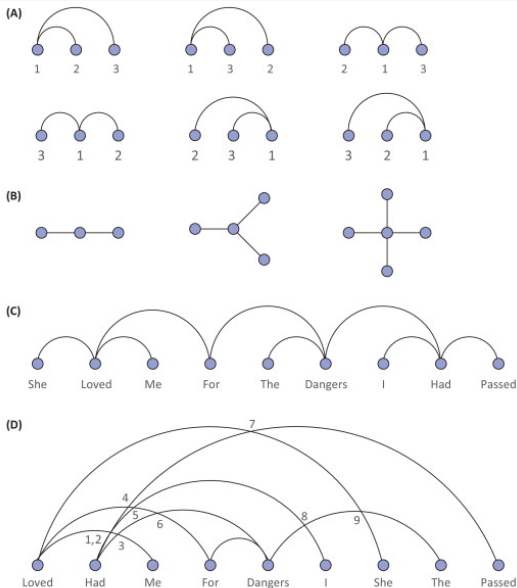 (A)
1 2 3 1 3 2 2 1 3
3 1 2 2 3 1 3 2 1
(B)
(C)
She Loved Me For The Dangers I Had Passed
(D)
7
4
5
6
8
9
1,2
3
Loved Had Me For Dangers I She The Passed